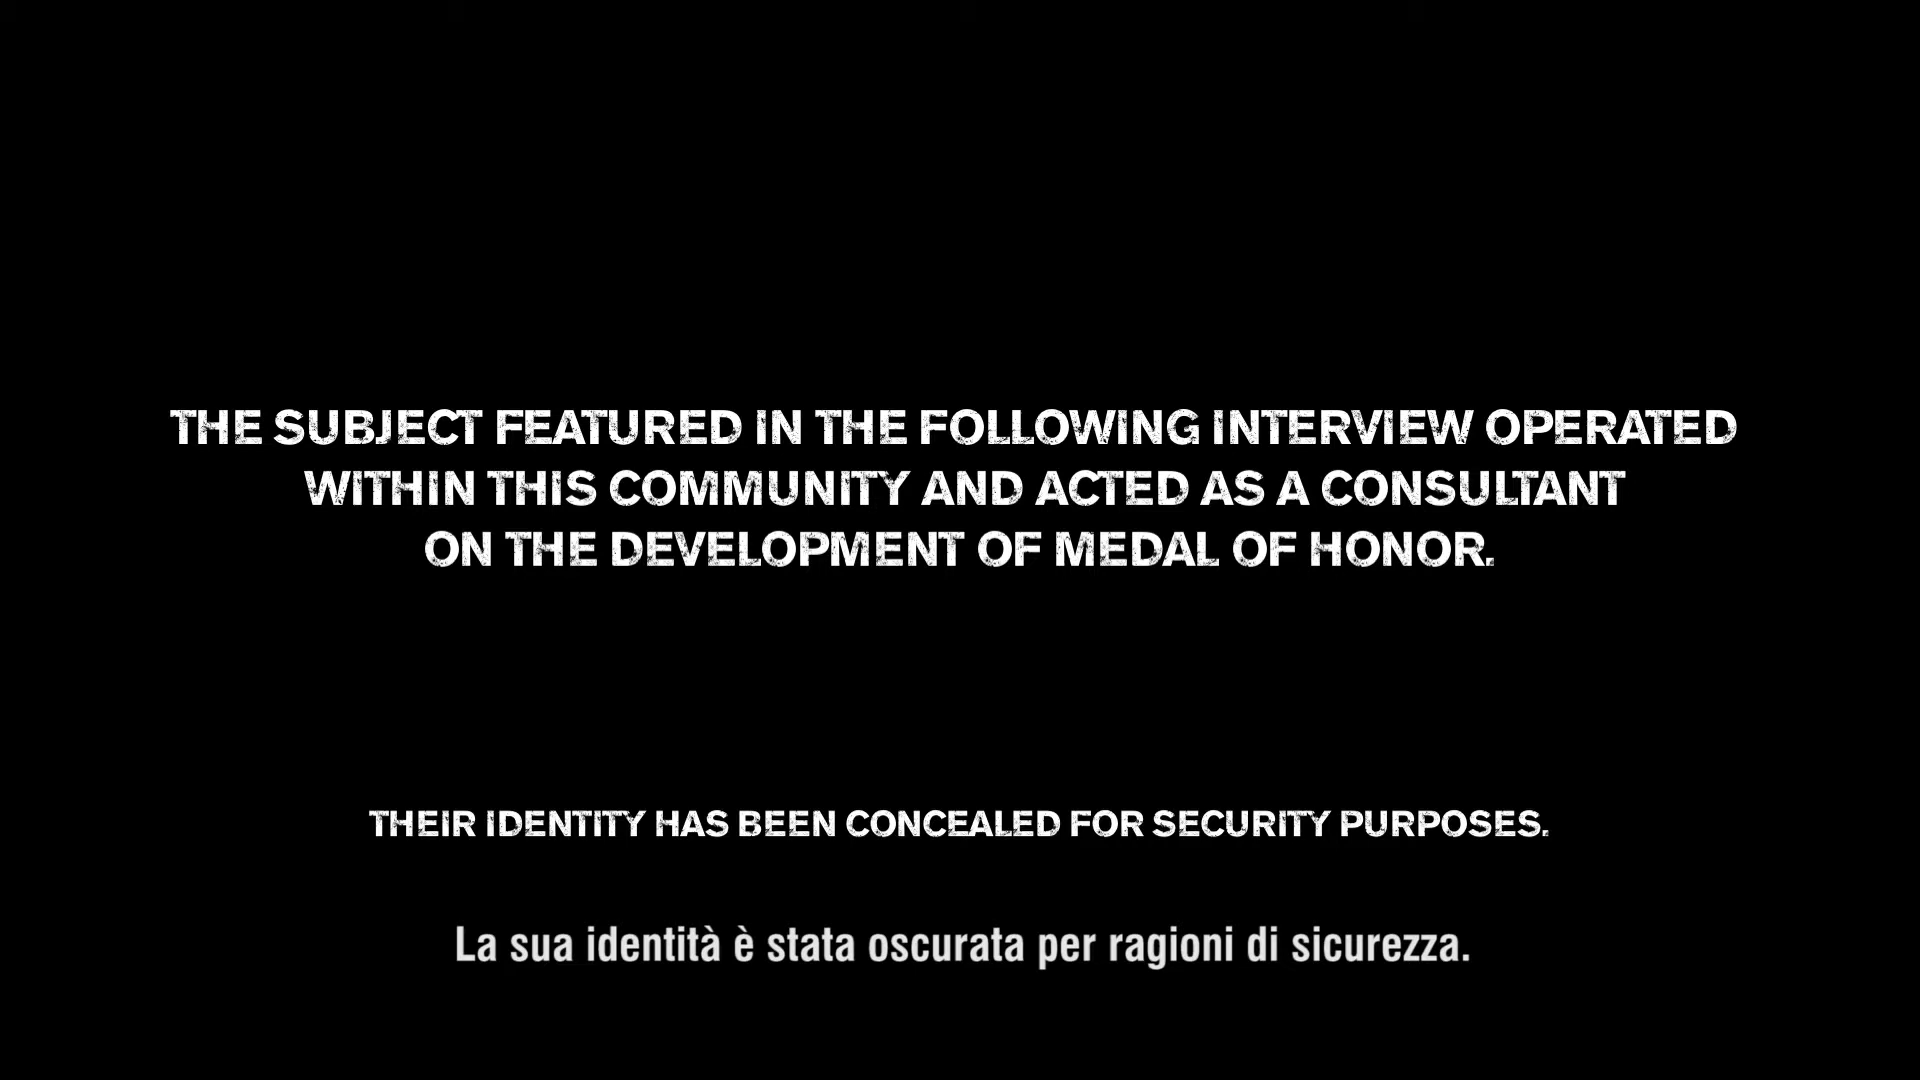 THE SUBJECT FEATURED IN THE FOLLOWING INTERVIEW OPERATED
WITHIN THIS COMMUNITY AND ACTED AS A CONSULTANT
ON THE DEVELOPMENT OF MEDAL OF HONOR.
THEIR IDENTITY HAS BEEN CONCEALED FOR SECURITY PURPOSES.
La sua identità è stata oscurata per ragioni di sicurezza.